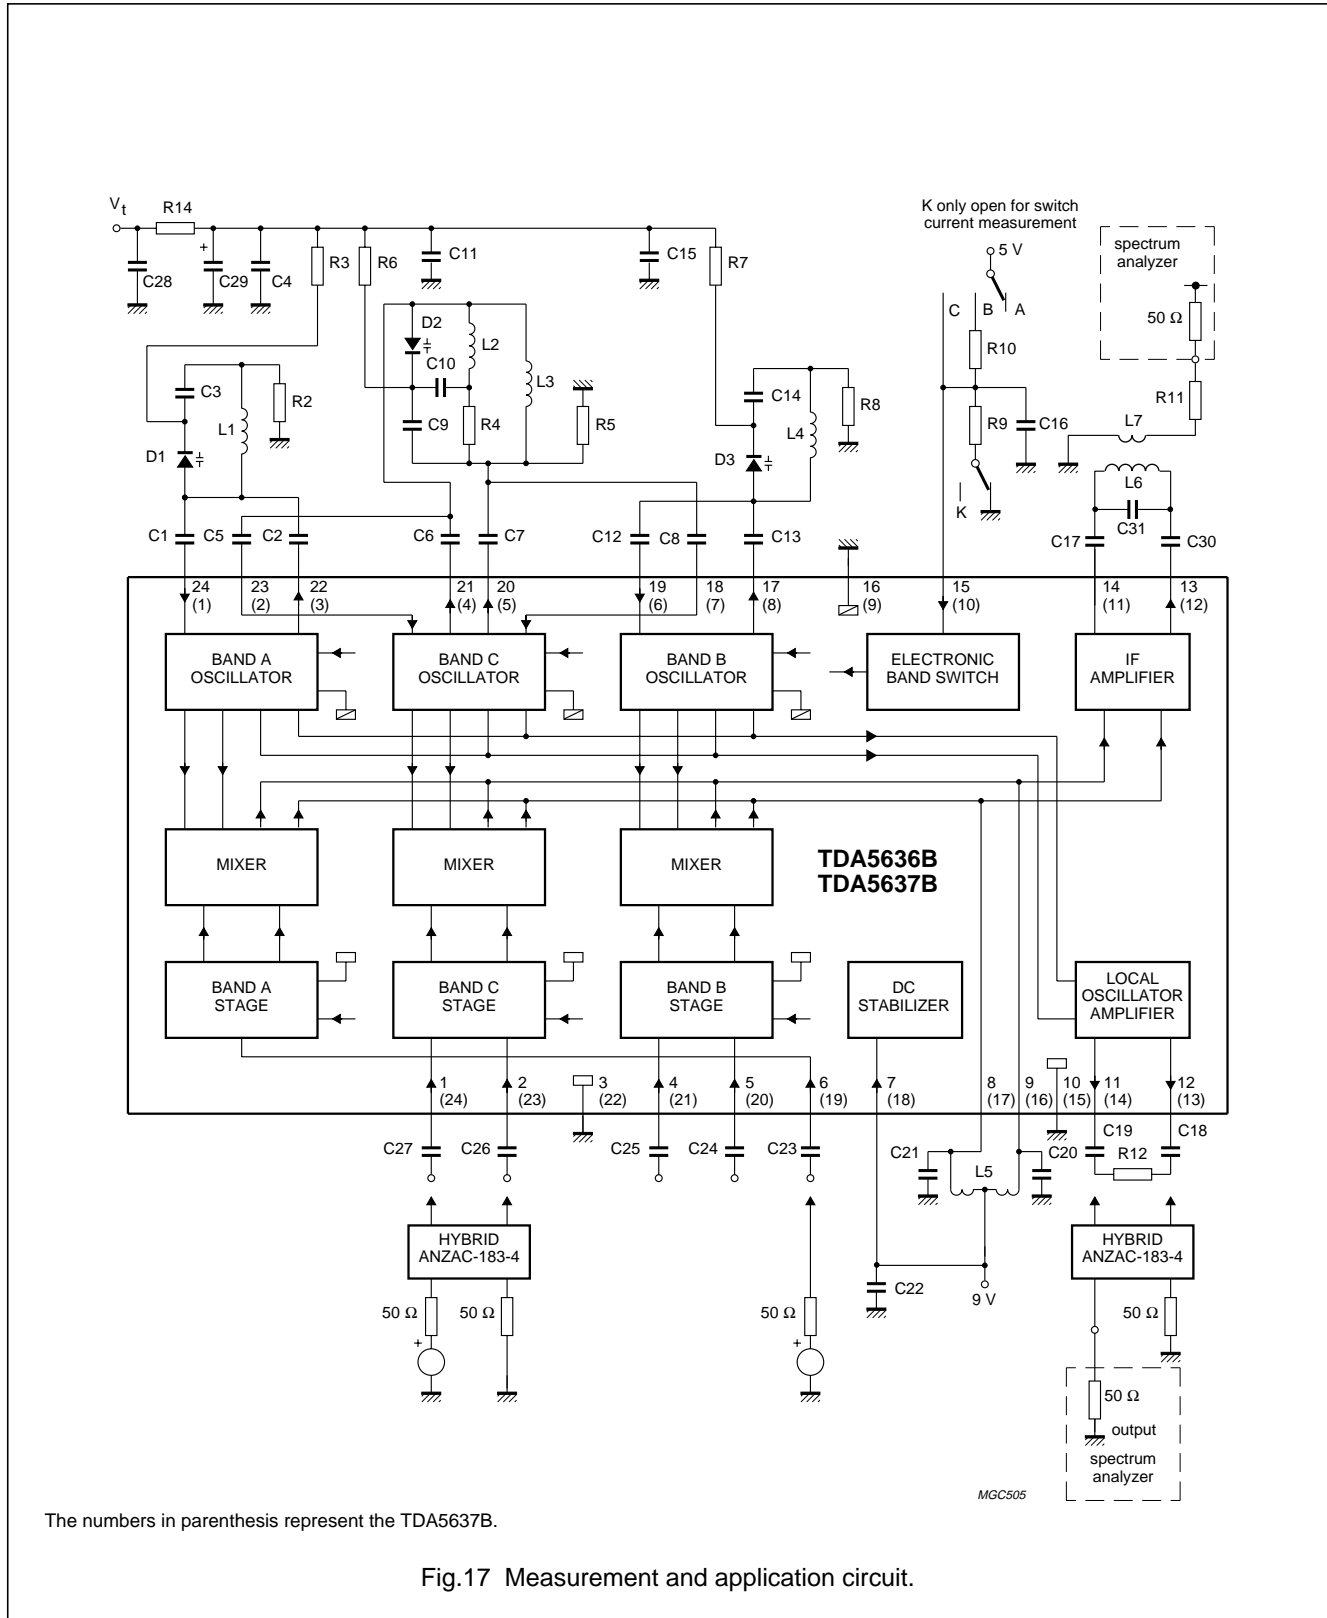 V_t
R14
C28
+
C29
C4
R3
R6
C11
C15
R7
K only open for switch
current measurement
5 V
C
B
A
spectrum
analyzer
50 Ω
R10
R11
D2
L2
C10
L3
C3
R2
L1
D1
C9
R4
R5
C14
R8
L4
D3
R9
C16
L7
L6
K
C31
C17
C30
C1
C5
C2
C6
C7
C12
C8
C13
24
(1)
23
(2)
22
(3)
21
(4)
20
(5)
19
(6)
18
(7)
17
(8)
16
(9)
15
(10)
14
(11)
13
(12)
BAND A
OSCILLATOR
BAND C
OSCILLATOR
BAND B
OSCILLATOR
ELECTRONIC
BAND SWITCH
IF
AMPLIFIER
MIXER
MIXER
MIXER
TDA5636B
TDA5637B
BAND A
STAGE
BAND C
STAGE
BAND B
STAGE
DC
STABILIZER
LOCAL
OSCILLATOR
AMPLIFIER
1
(24)
2
(23)
3
(22)
4
(21)
5
(20)
6
(19)
7
(18)
8
(17)
9
(16)
10
(15)
11
(14)
12
(13)
C27
C26
C25
C24
C23
C21
L5
C20
C19
C18
R12
HYBRID
ANZAC-183-4
HYBRID
ANZAC-183-4
C22
9 V
50 Ω
+
50 Ω
50 Ω
+
50 Ω
50 Ω
output
spectrum
analyzer
MGC505
The numbers in parenthesis represent the TDA5637B.
Fig.17 Measurement and application circuit.